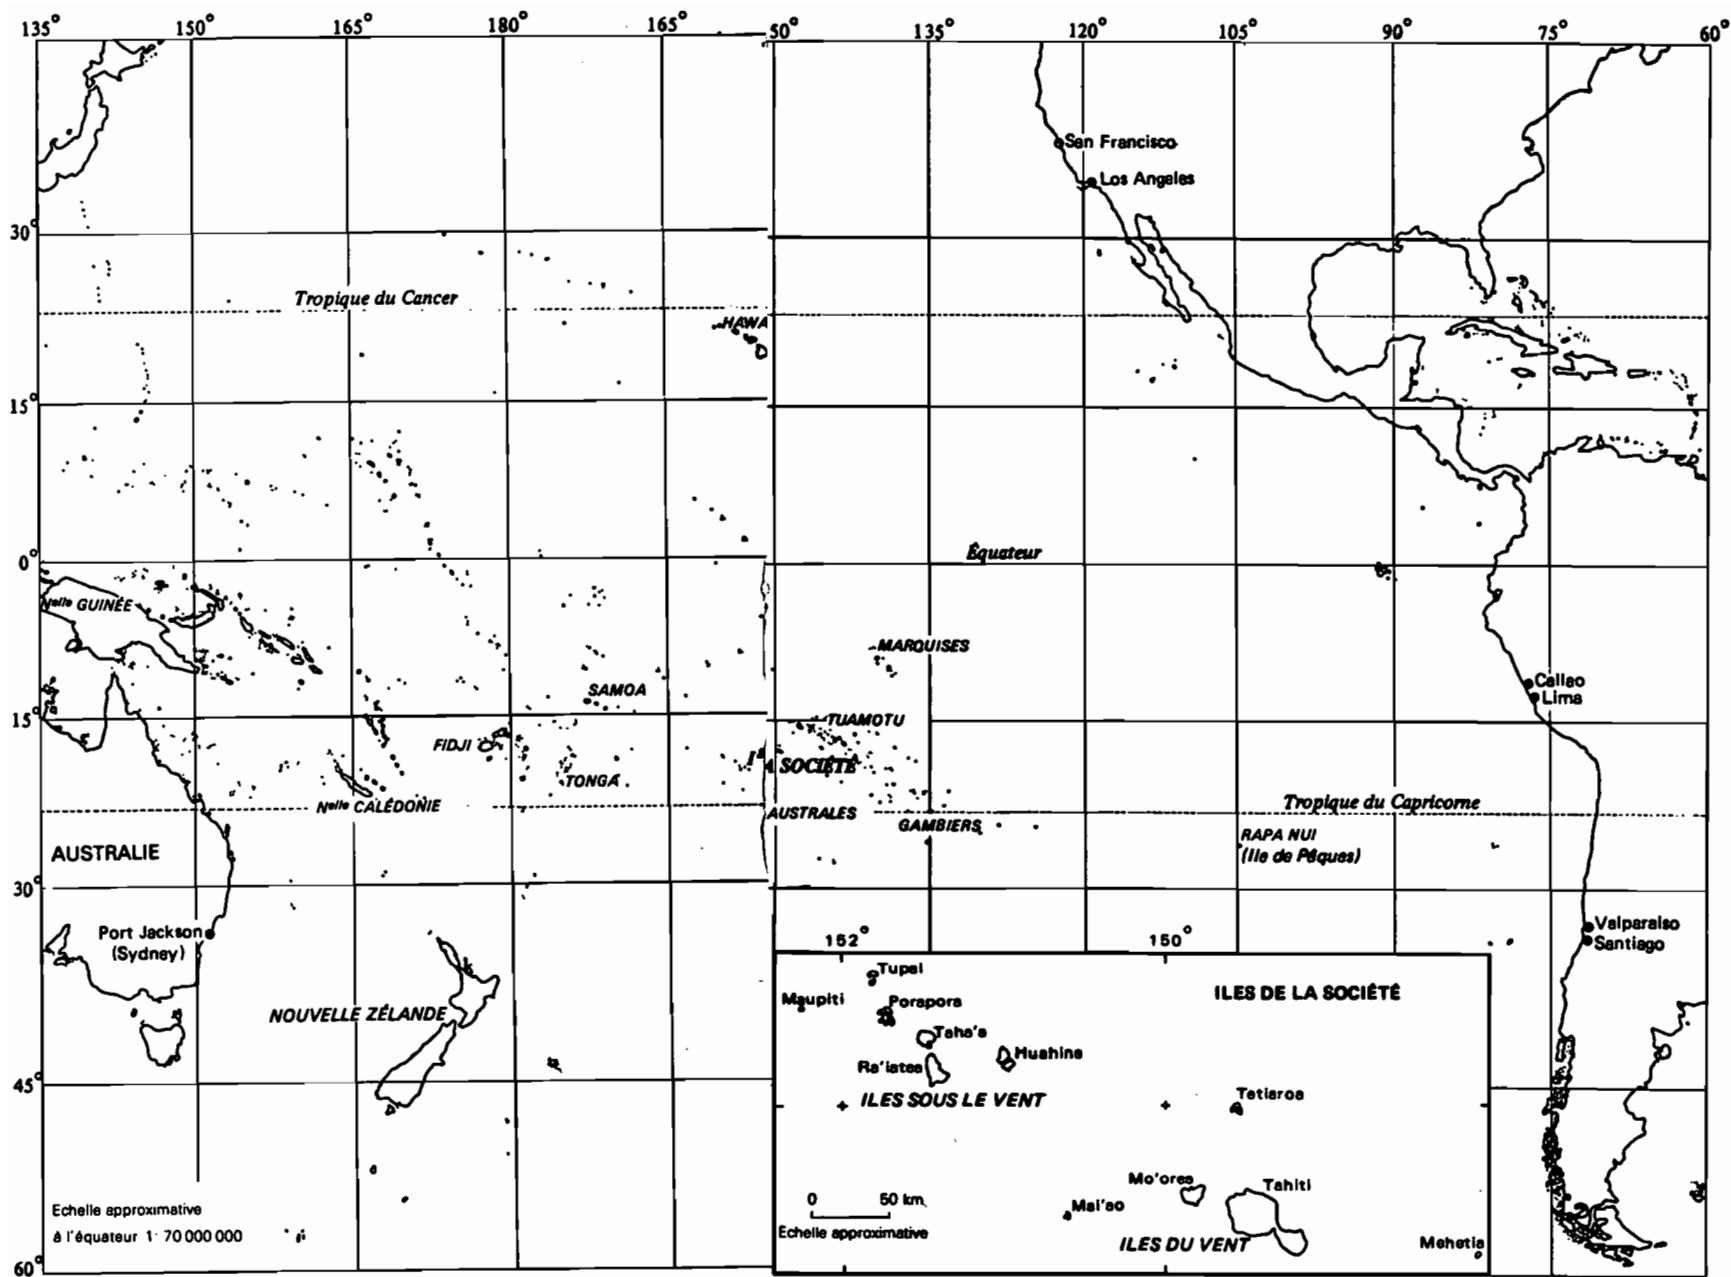 135° 150° 165° 180° 165° 50° 135° 120° 105° 90° 75° 60°
San Francisco
Los Angeles
30°
Tropique du Cancer
HAWA
15°
Équateur
0°
Nelle GUINÉE
MARQUISES
Callao
Lima
SAMOA
15°
TUAMOTU
FIDJI
SOCIÉTÉ
TONGA
Nelle CALÉDONIE
Tropique du Capricorne
AUSTRALES
GAMBIERS
RAPA NUI
(Ile de Pâques)
AUSTRALIE
30°
Port Jackson
(Sydney)
Valparaiso
Santiago
152° 150°
Tupai
ILES DE LA SOCIÉTÉ
Maupiti
Porapora
NOUVELLE ZÉLANDE
Taha'a
Huahine
Ra'iatea
45°
ILES SOUS LE VENT
Tetiaroa
Mo'orea
Tahiti
0 50 km
Mai'ao
Echelle approximative
Echelle approximative
à l'équateur 1: 70 000 000
ILES DU VENT
Mehetia
60°